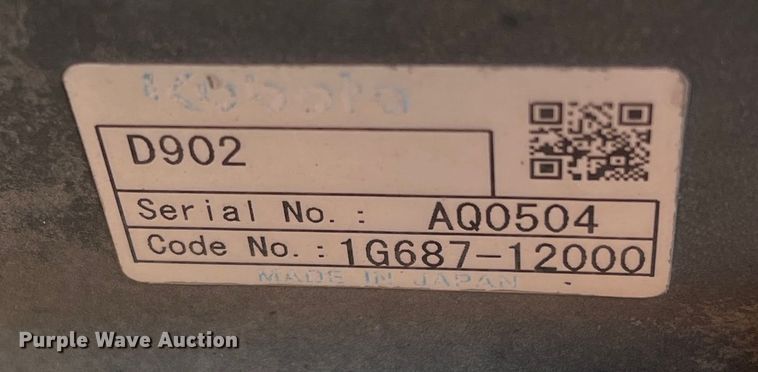 Kubota
D902
Serial No. : AQ0504
Code No. : 1G687-12000
MADE IN JAPAN
Purple Wave Auction